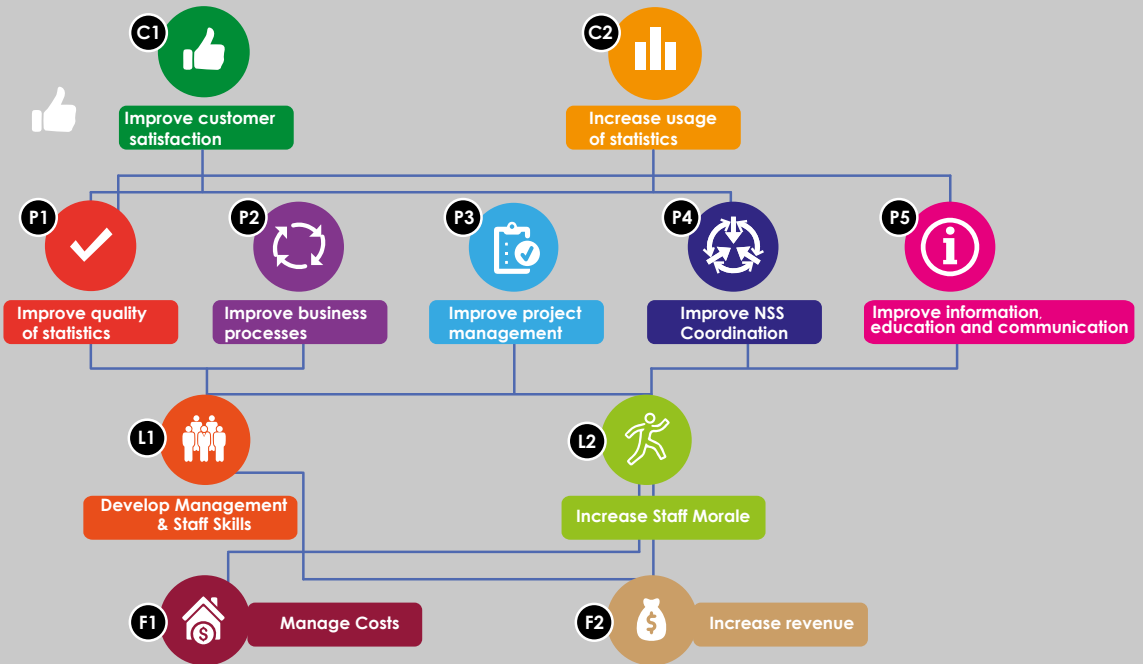 C1
C2
Improve customer
satisfaction
Increase usage
of statistics
P1
P2
P3
P4
P5
Improve quality
of statistics
Improve business
processes
Improve project
management
Improve NSS
Coordination
Improve information,
education and communication
L1
L2
Develop Management
& Staff Skills
Increase Staff Morale
F1
$
Manage Costs
F2
$
Increase revenue